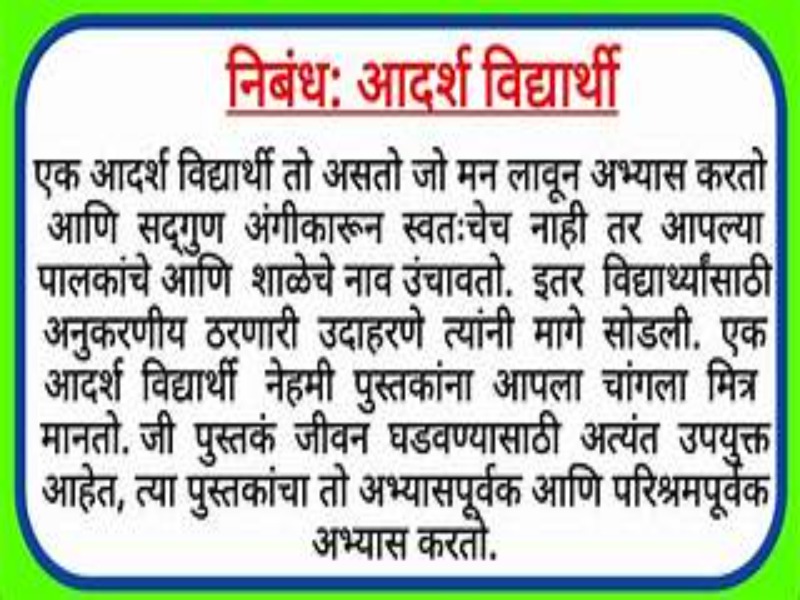 निबंध: आदर्श विद्यार्थी
एक आदर्श विद्यार्थी तो असतो जो मन लावून अभ्यास करतो
आणि सद्गुण अंगीकारून स्वतःचेच नाही तर आपल्या
पालकांचे आणि शाळेचे नाव उंचावतो. इतर विद्यार्थ्यांसाठी
अनुकरणीय ठरणारी उदाहरणे त्यांनी मागे सोडली. एक
आदर्श विद्यार्थी नेहमी पुस्तकांना आपला चांगला मित्र
मानतो. जी पुस्तकं जीवन घडवण्यासाठी अत्यंत उपयुक्त
आहेत, त्या पुस्तकांचा तो अभ्यासपूर्वक आणि परिश्रमपूर्वक
अभ्यास करतो.